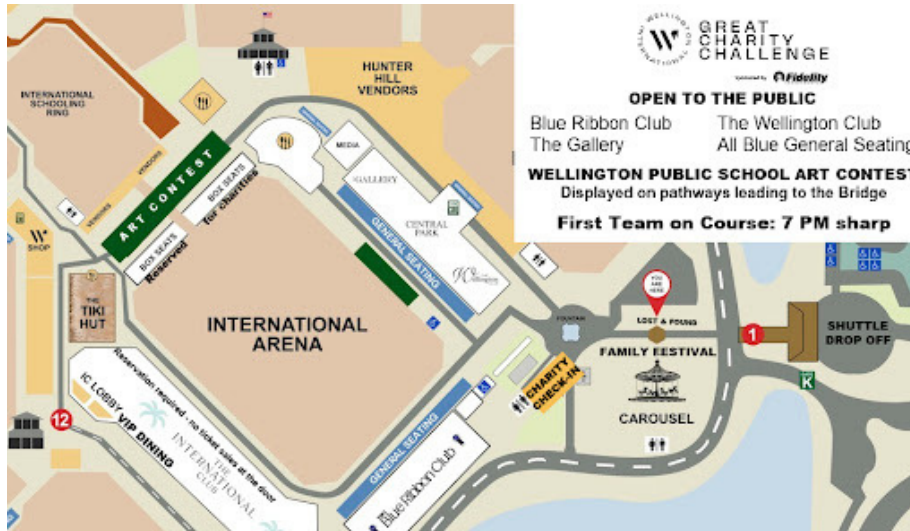 WELLINGTON INTERNATIONAL
W
GREAT
CHARITY
CHALLENGE
sponsored by Fidelity
OPEN TO THE PUBLIC
Blue Ribbon Club The Wellington Club
The Gallery All Blue General Seating
WELLINGTON PUBLIC SCHOOL ART CONTEST
Displayed on pathways leading to the Bridge
First Team on Course: 7 PM sharp
INTERNATIONAL
SCHOOLING
RING
HUNTER
HILL
VENDORS
VENDORS
VENDORS
ART CONTEST
BOX SEATS
for charities
BOX SEATS
Reserved
MEDIA
GALLERY
CENTRAL
PARK
GENERAL SEATING
W
SHOP
THE
TIKI
HUT
INTERNATIONAL
ARENA
FOUNTAIN
YOU
ARE
HERE
LOST & FOUND
1
SHUTTLE
DROP OFF
FAMILY FESTIVAL
CAROUSEL
K
CHARITY
CHECK-IN
GENERAL SEATING
Blue Ribbon Club
Reservation required - no ticket sales at the door
IC LOBBY
VIP DINING
THE
INTERNATIONAL
CLUB
12